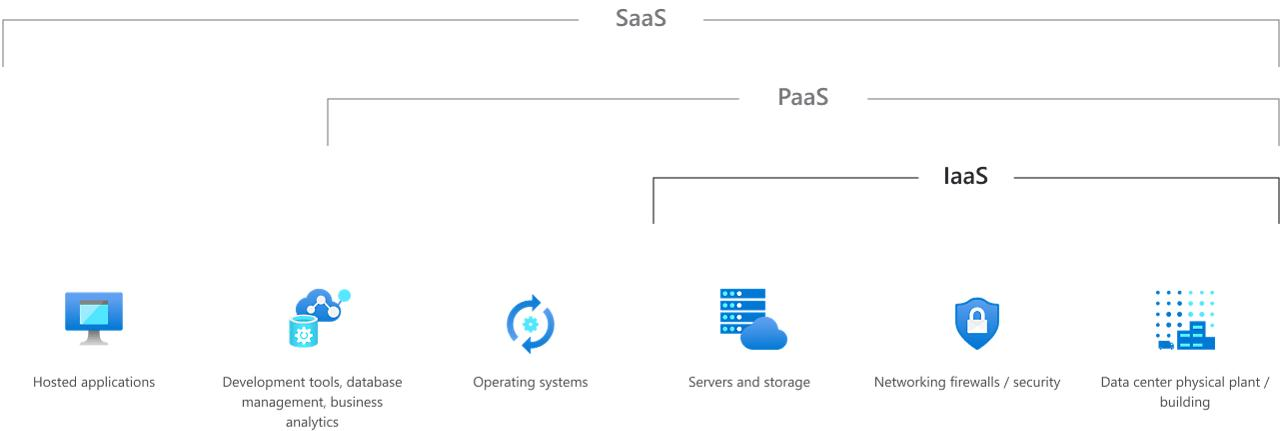 SaaS
PaaS
IaaS
Hosted applications
Development tools, database
management, business
analytics
Operating systems
Servers and storage
Networking firewalls / security
Data center physical plant /
building